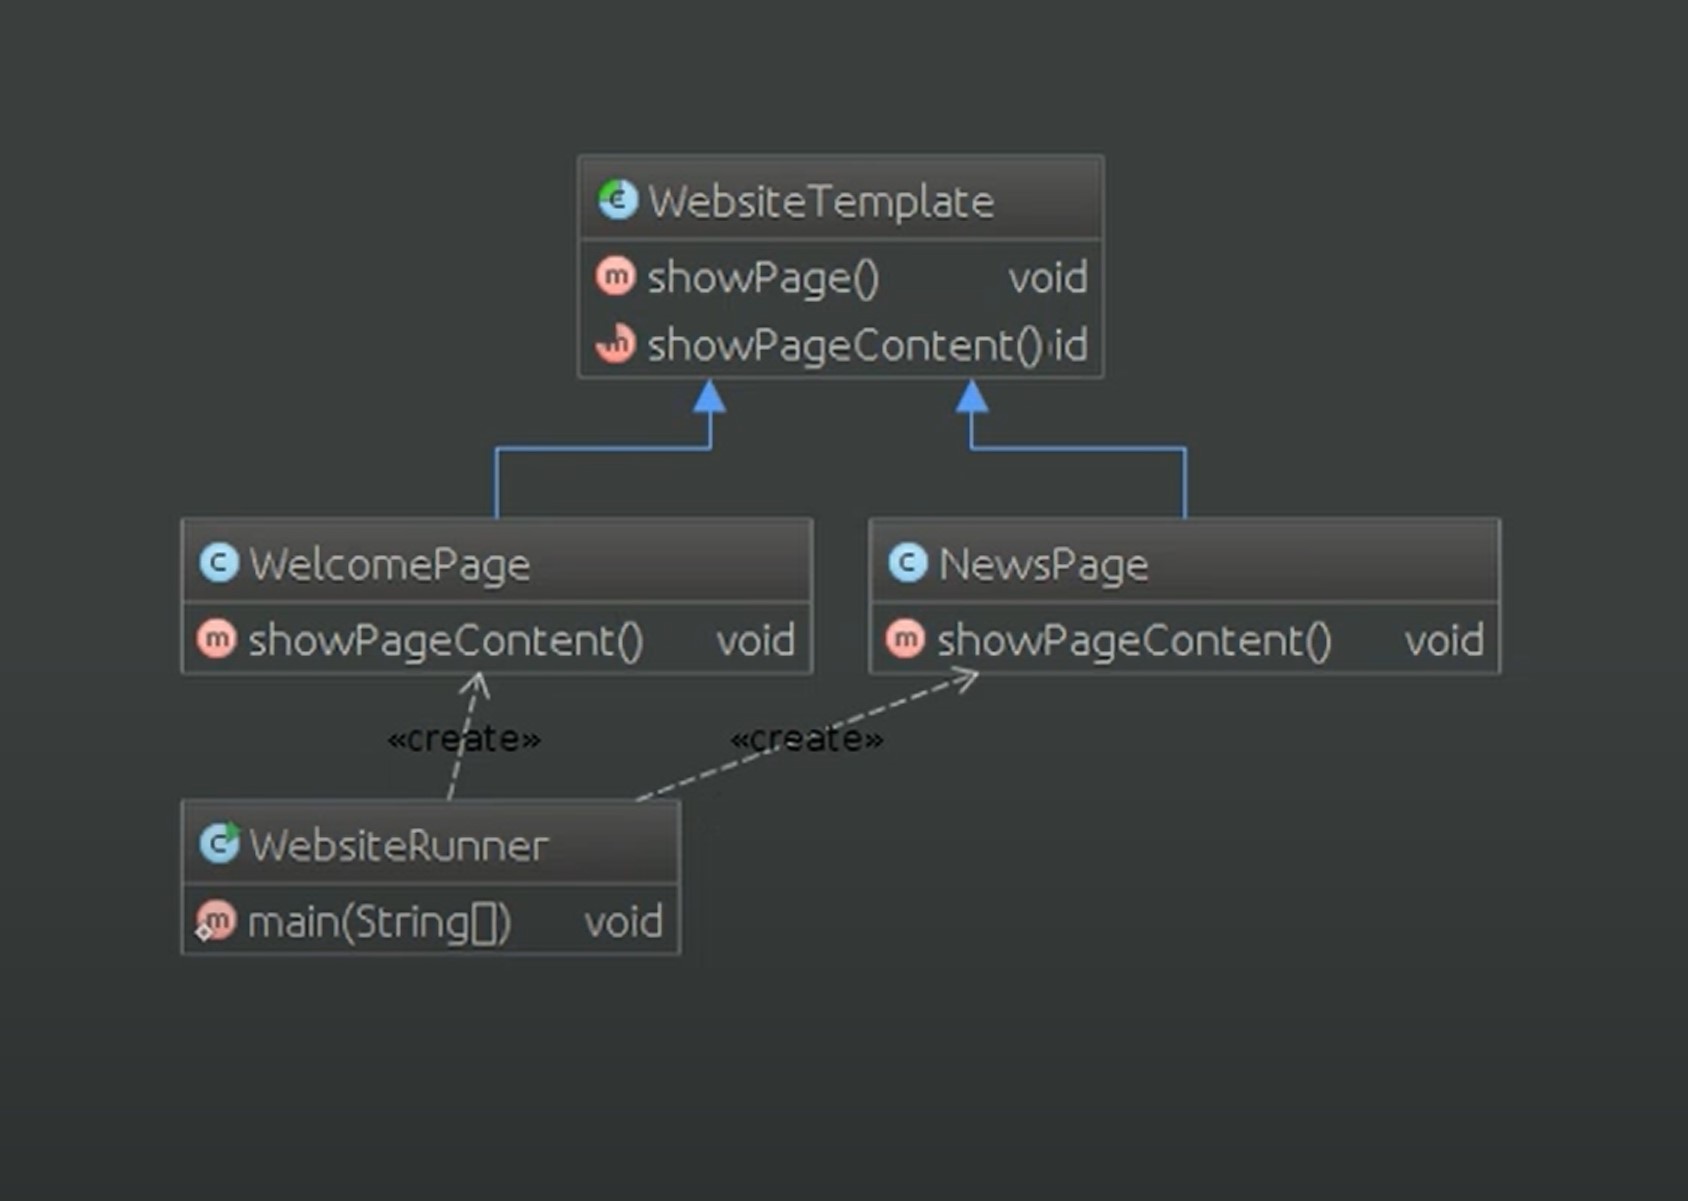 WebsiteTemplate
showPage() void
showPageContent() id
WelcomePage
showPageContent() void
NewsPage
showPageContent() void
«create»
«create»
WebsiteRunner
main(String[]) void